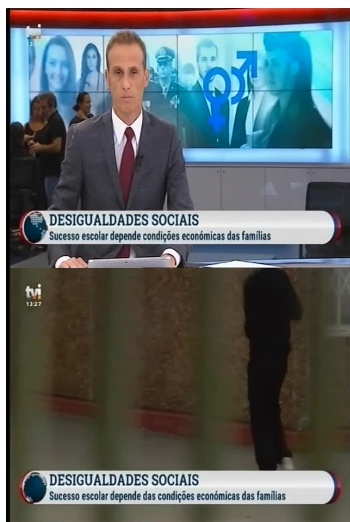 tvi
DESIGUALDADES SOCIAIS
Sucesso escolar depende condições económicas das famílias
tvi
13:27
DESIGUALDADES SOCIAIS
Sucesso escolar depende das condições económicas das famílias